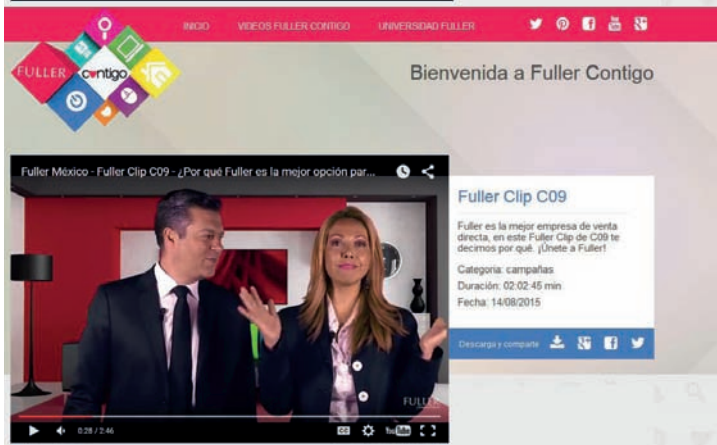 INICIO VIDEOS FULLER CONTIGO UNIVERSIDAD FULLER
FULLER contigo
Bienvenida a Fuller Contigo
Fuller México - Fuller Clip C09 - ¿Por qué Fuller es la mejor opción par...
Fuller Clip C09
Fuller es la mejor empresa de venta
directa, en este Fuller Clip de C09 te
decimos por qué. ¡Únete a Fuller!
Categoría: campañas
Duración: 02:02:45 min
Fecha: 14/08/2015
Descarga y comparte
FULLER
0:28 / 2:46
CC
YouTube